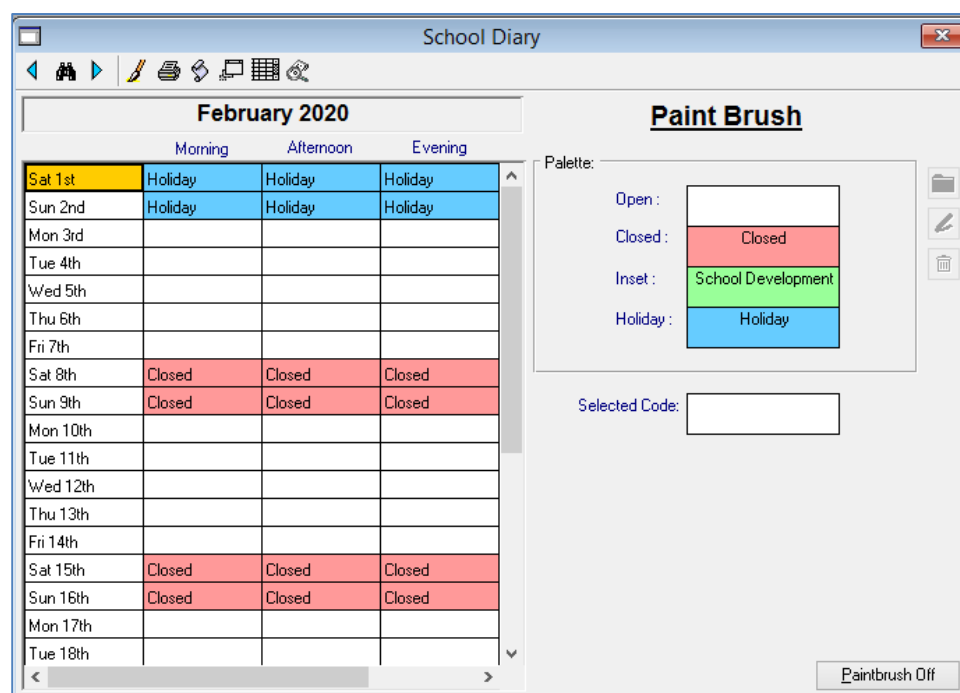 School Diary
February 2020
Morning Afternoon Evening
Sat 1st Holiday Holiday Holiday
Sun 2nd Holiday Holiday Holiday
Mon 3rd
Tue 4th
Wed 5th
Thu 6th
Fri 7th
Sat 8th Closed Closed Closed
Sun 9th Closed Closed Closed
Mon 10th
Tue 11th
Wed 12th
Thu 13th
Fri 14th
Sat 15th Closed Closed Closed
Sun 16th Closed Closed Closed
Mon 17th
Tue 18th
Paint Brush
Palette:
Open :
Closed : Closed
Inset : School Development
Holiday : Holiday
Selected Code:
Paintbrush Off